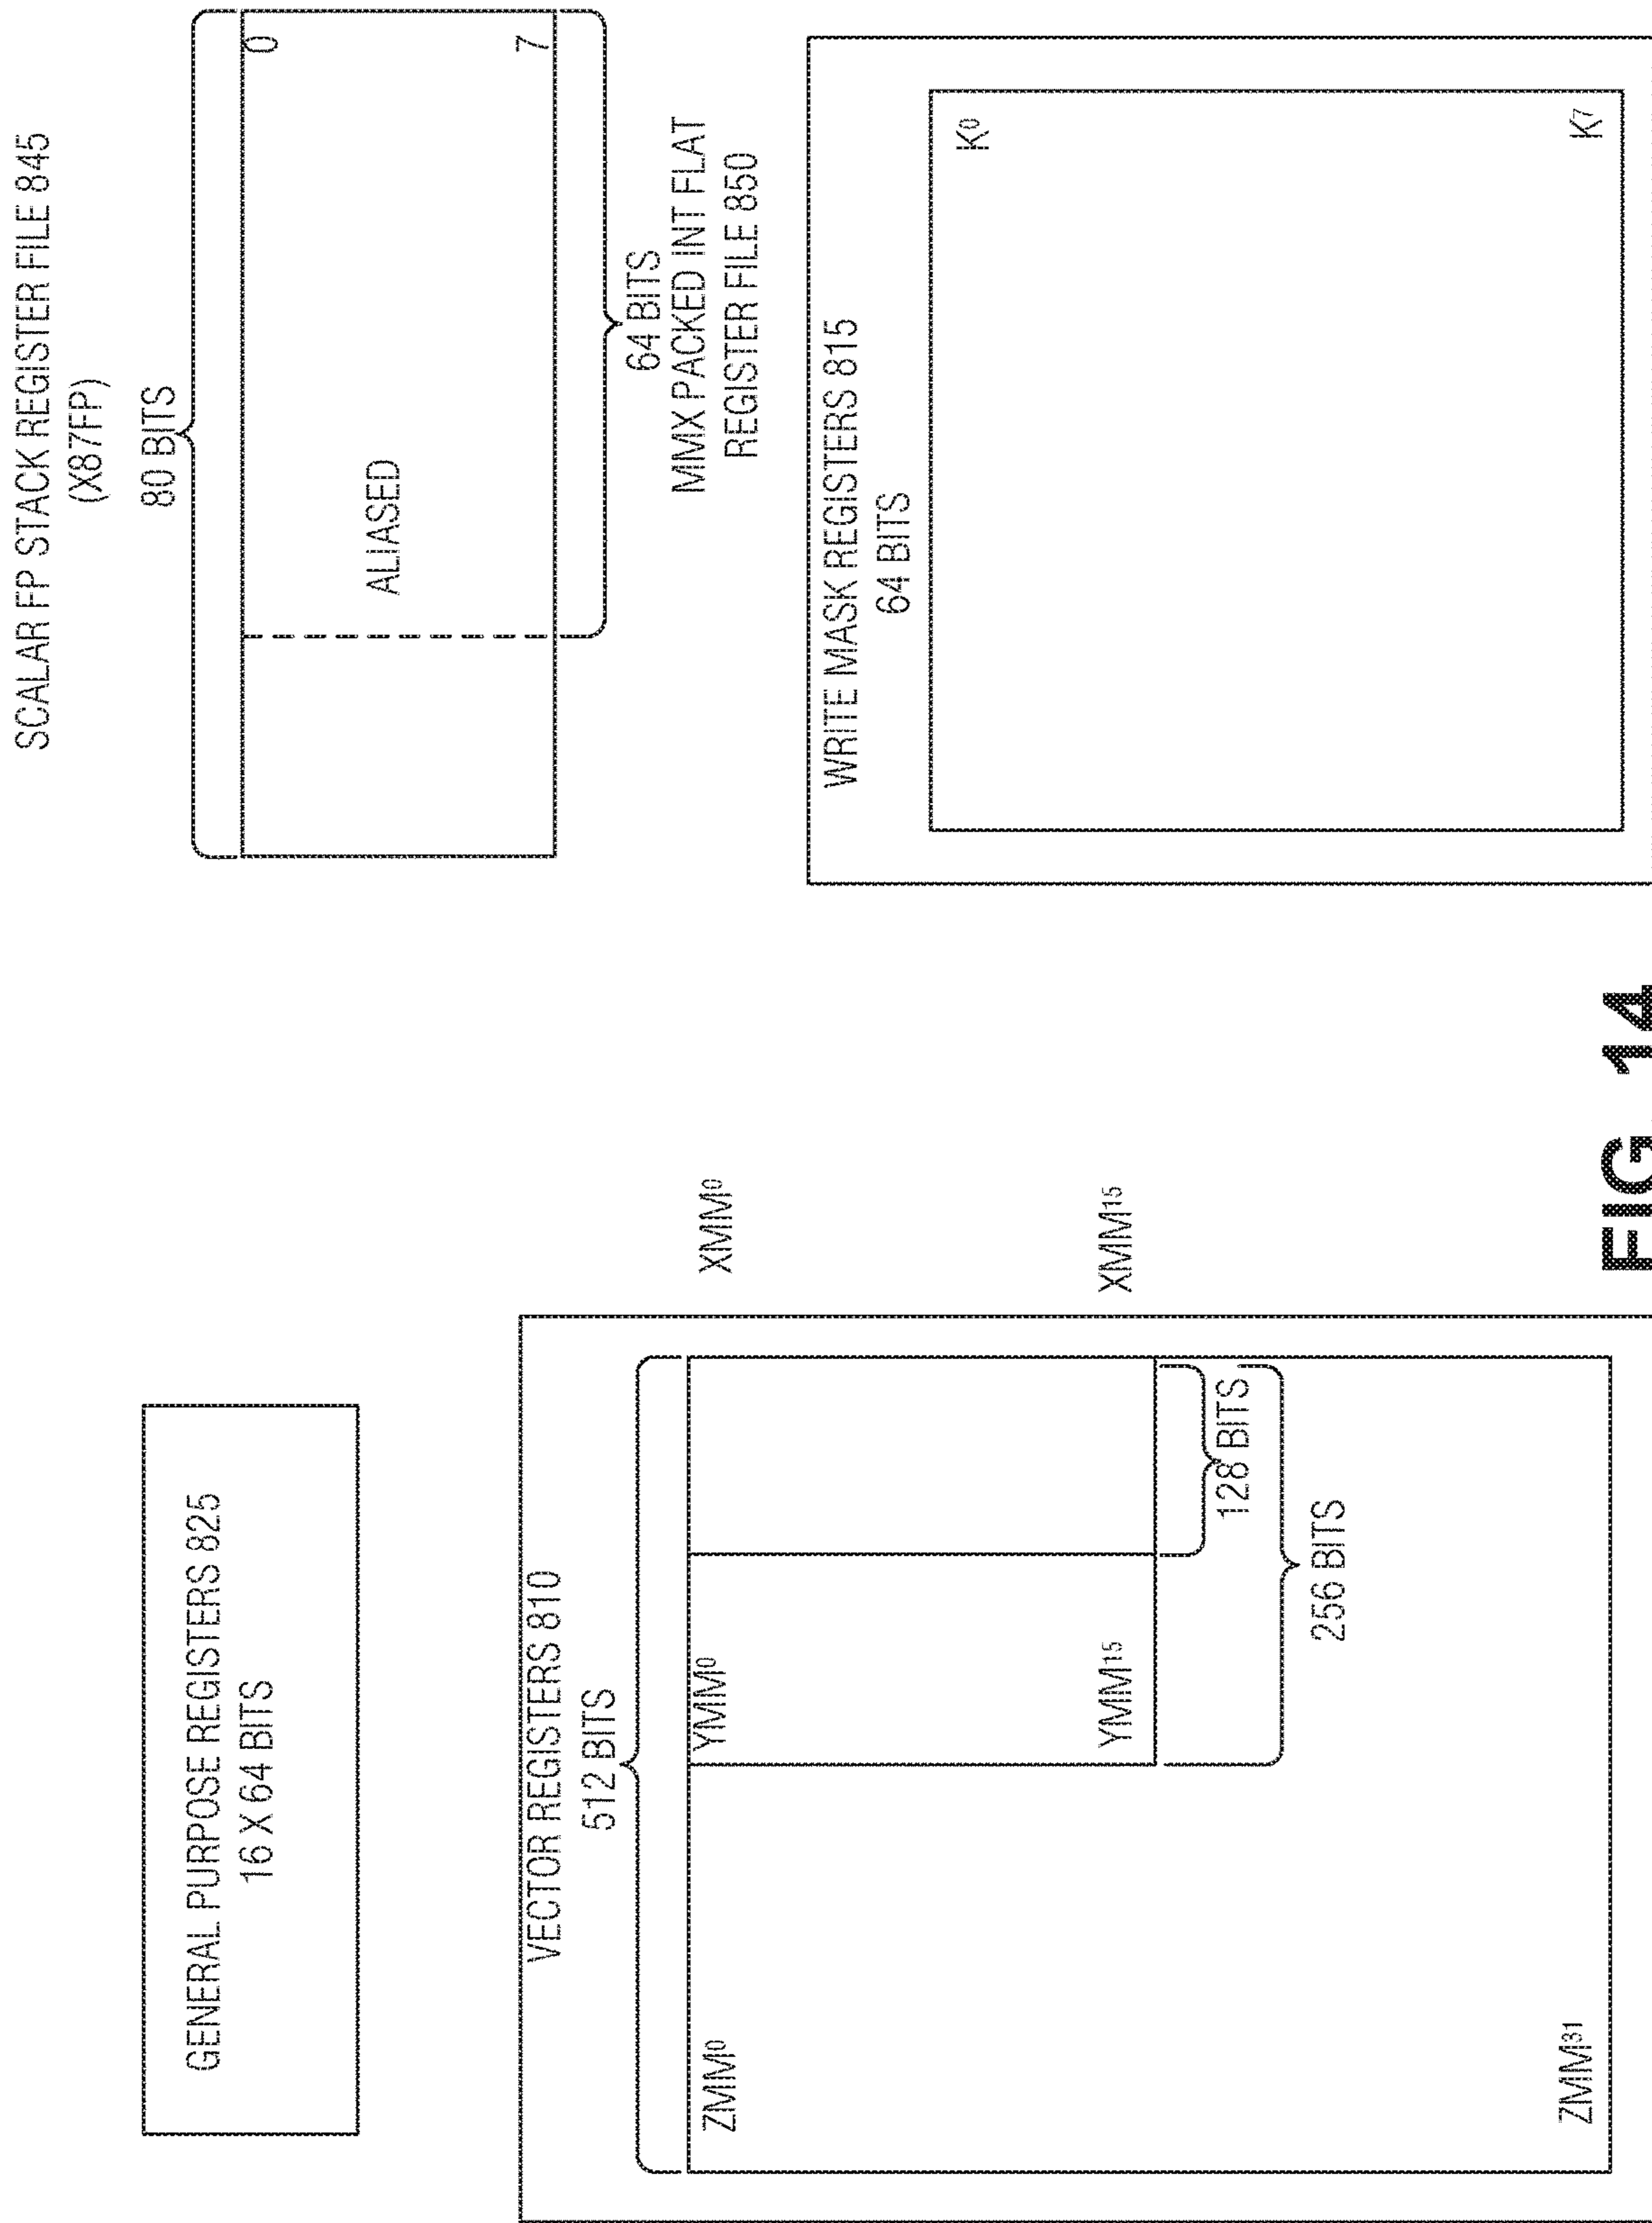 GENERAL PURPOSE REGISTERS 825
16 X 64 BITS
VECTOR REGISTERS 810
512 BITS
ZMM0
YMM0
XMM0
YMM15
XMM15
128 BITS
256 BITS
ZMM31
SCALAR FP STACK REGISTER FILE 845
(X87FP)
80 BITS
0
ALIASED
7
64 BITS
MMX PACKED INT FLAT
REGISTER FILE 850
WRITE MASK REGISTERS 815
64 BITS
K0
K7
FIG. 14